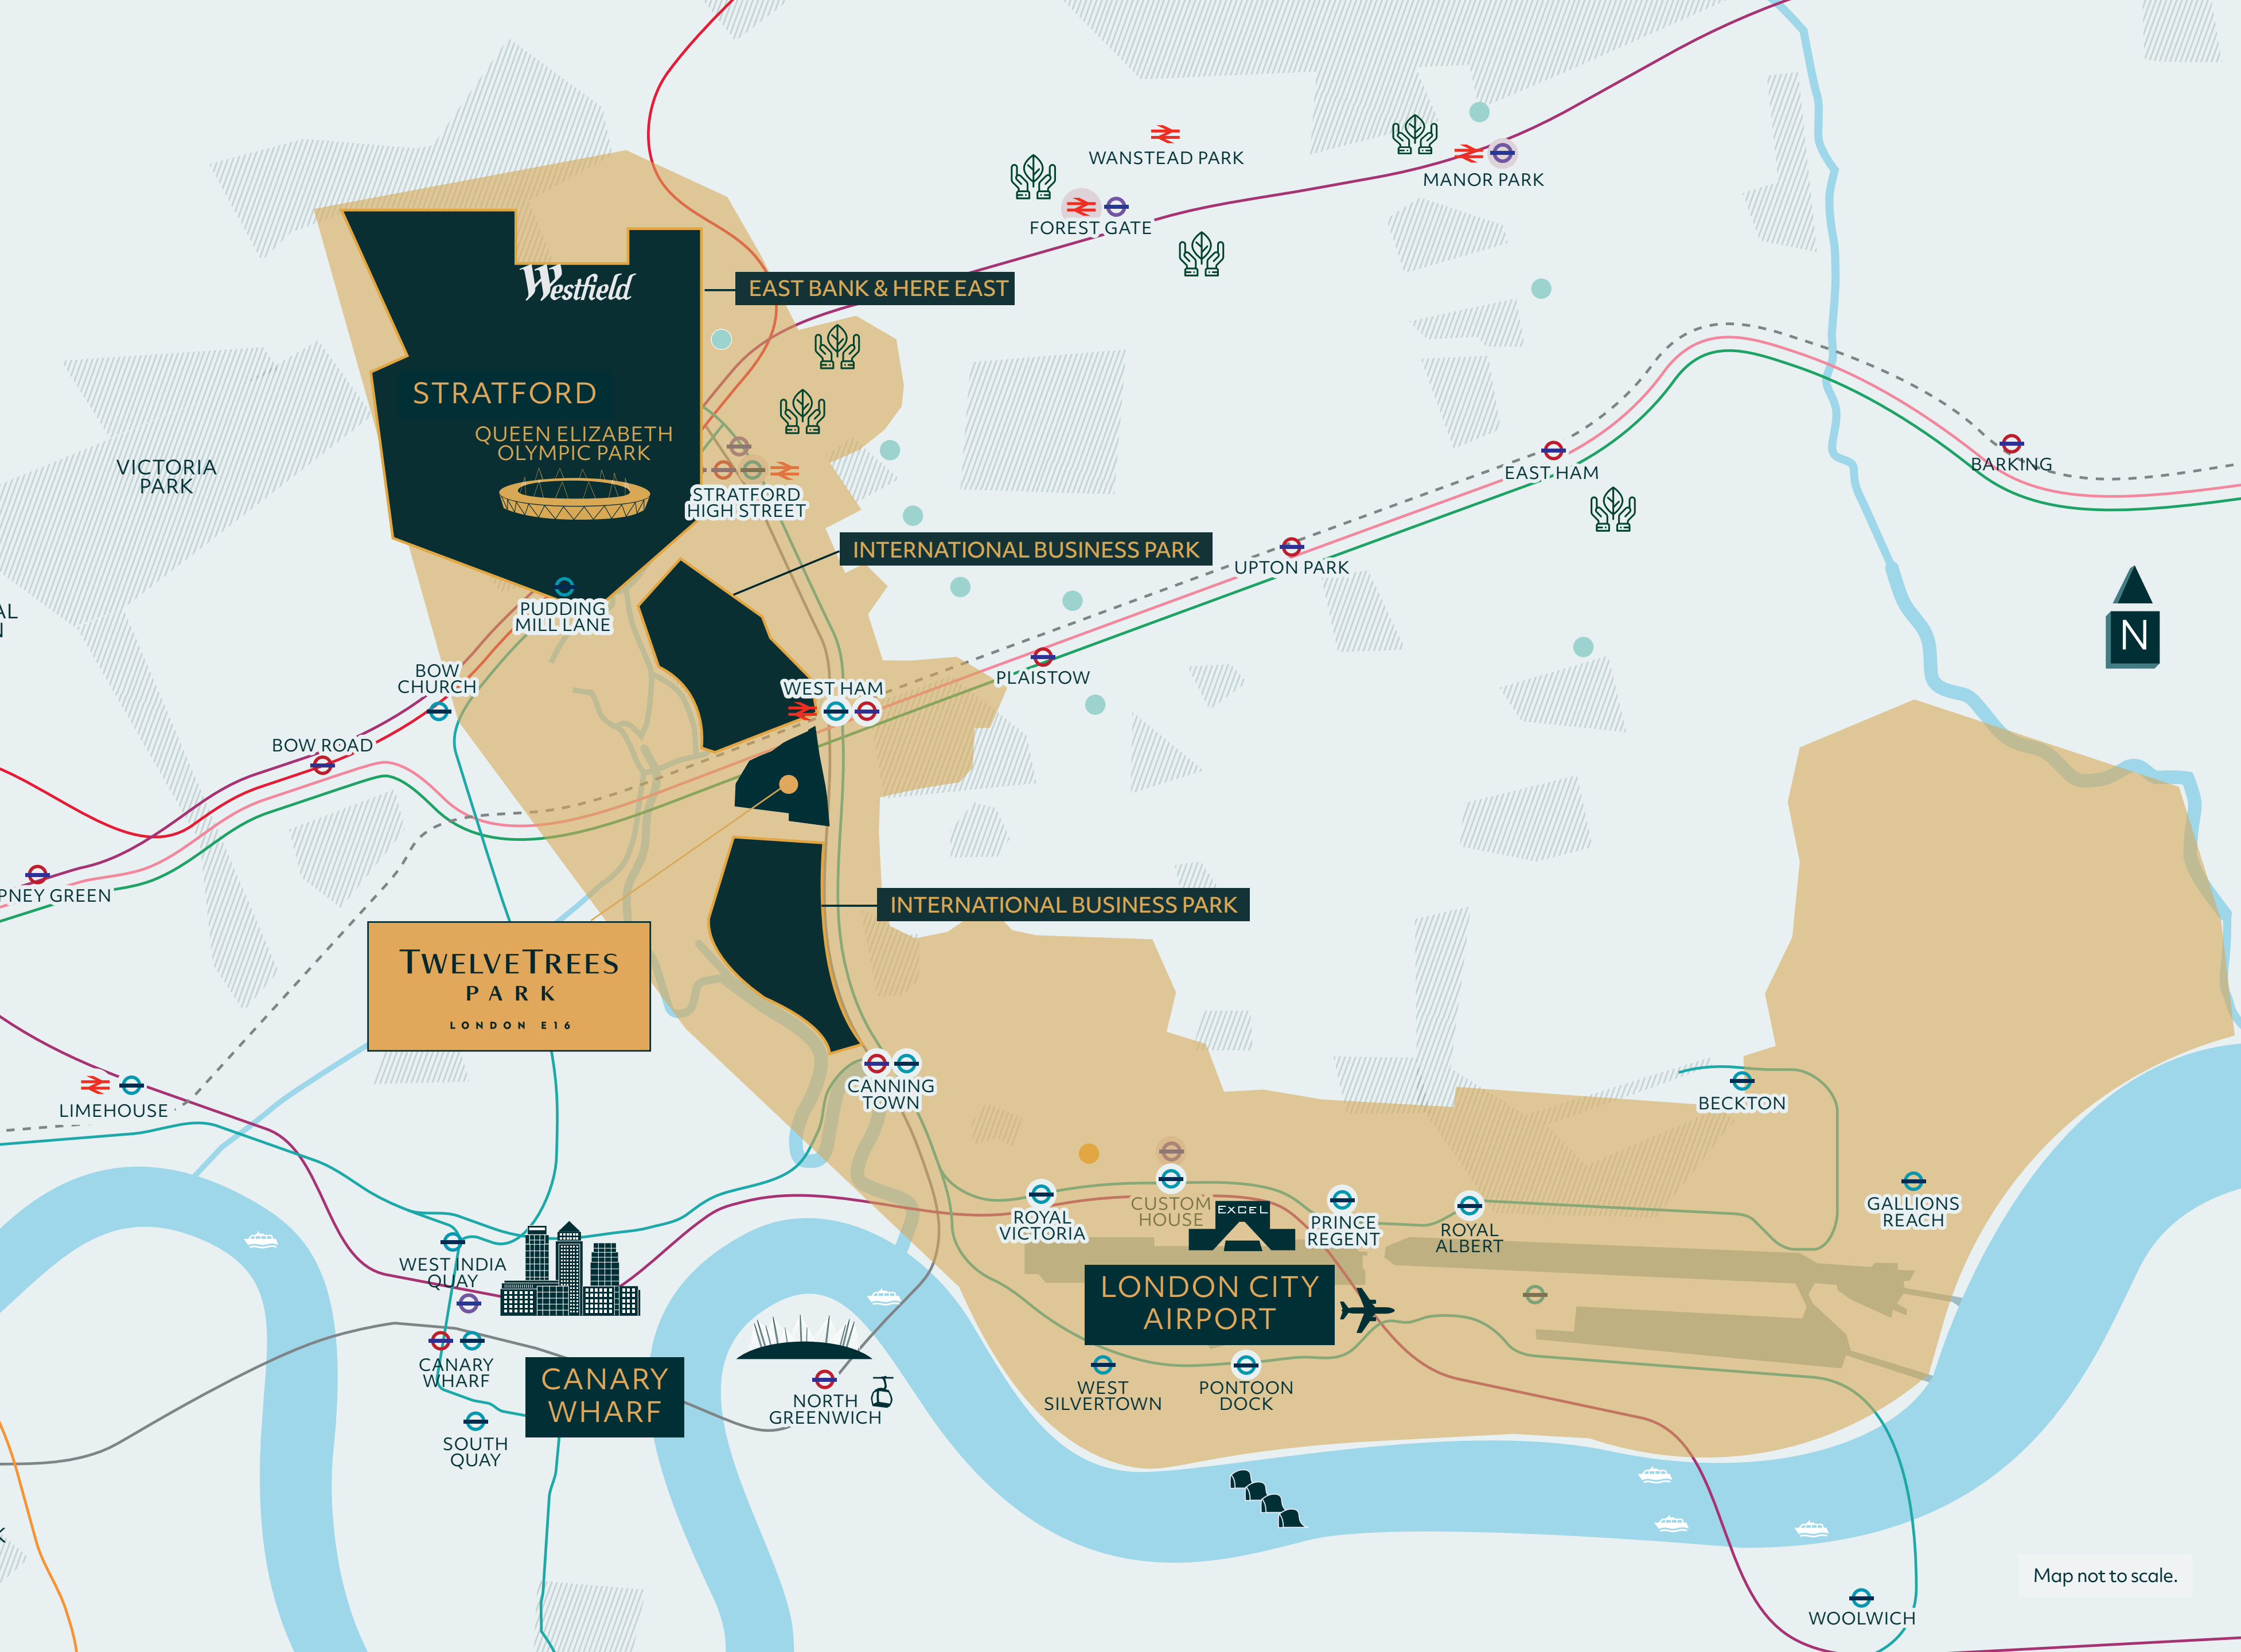 WANSTEAD PARK
MANOR PARK
FOREST GATE
Westfield
EAST BANK & HERE EAST
STRATFORD
QUEEN ELIZABETH
OLYMPIC PARK
VICTORIA
PARK
STRATFORD
HIGH STREET
EAST HAM
BARKING
INTERNATIONAL BUSINESS PARK
UPTON PARK
PUDDING
MILL LANE
N
BOW
CHURCH
WEST HAM
PLAISTOW
BOW ROAD
PNEY GREEN
INTERNATIONAL BUSINESS PARK
TWELVETREES
PARK
LONDON E16
CANNING
TOWN
LIMEHOUSE
BECKTON
CUSTOM
HOUSE
EXCEL
ROYAL
VICTORIA
PRINCE
REGENT
ROYAL
ALBERT
GALLIONS
REACH
WEST INDIA
QUAY
LONDON CITY
AIRPORT
CANARY
WHARF
CANARY
WHARF
NORTH
GREENWICH
WEST
SILVERTOWN
PONTOON
DOCK
SOUTH
QUAY
Map not to scale.
WOOLWICH